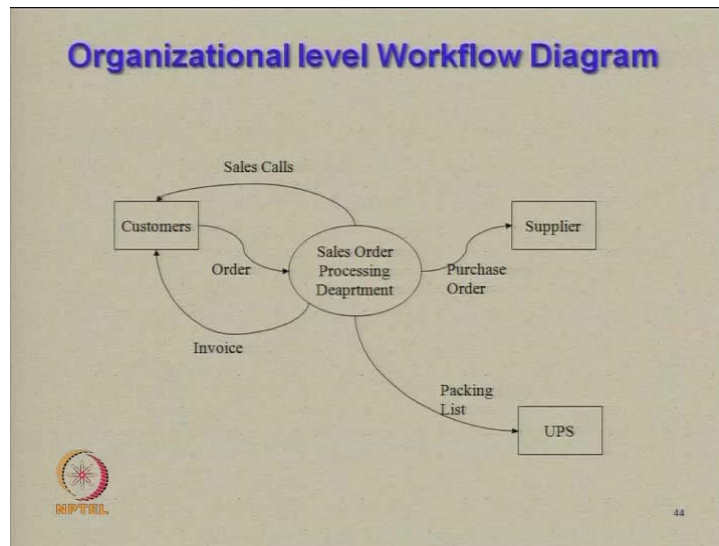 Organizational level Workflow Diagram
Sales Calls
Customers
Supplier
Sales Order
Processing
Deaprtment
Order
Purchase
Order
Invoice
Packing
List
UPS
NPTEL
44